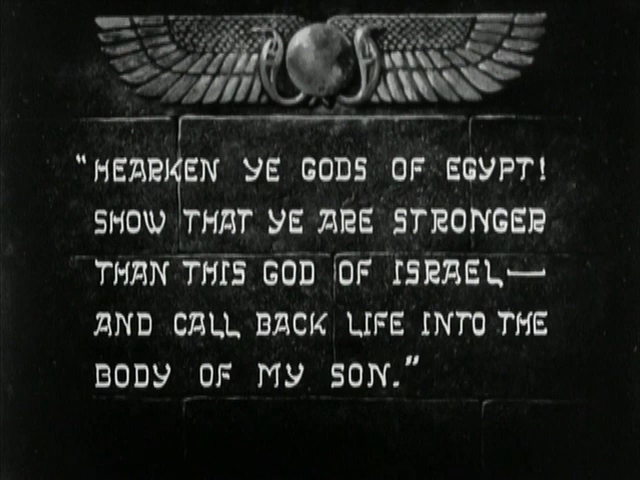 "HEARKEN YE GODS OF EGYPT!
SHOW THAT YE ARE STRONGER
THAN THIS GOD OF ISRAEL—
AND CALL BACK LIFE INTO THE
BODY OF MY SON."